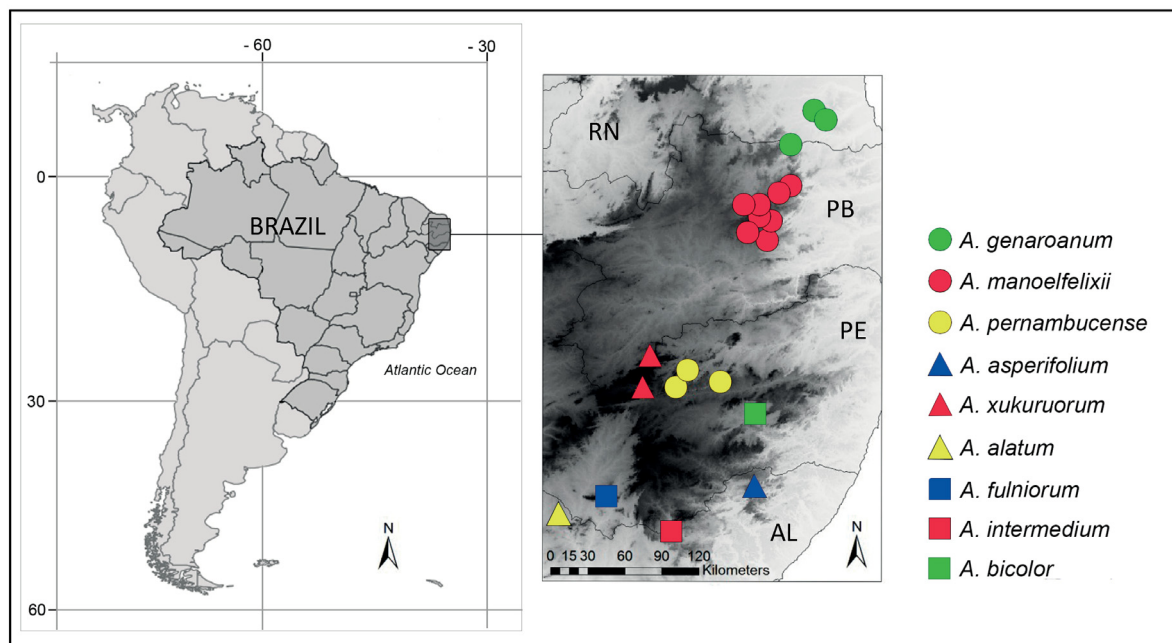 - 60
- 30
0
30
60
BRAZIL
Atlantic Ocean
N
RN
PB
PE
AL
N
0 15 30 60 90 120
Kilometers
A. genaroanum
A. manoelfelixii
A. pernambucense
A. asperifolium
A. xukuruorum
A. alatum
A. fulniorum
A. intermedium
A. bicolor